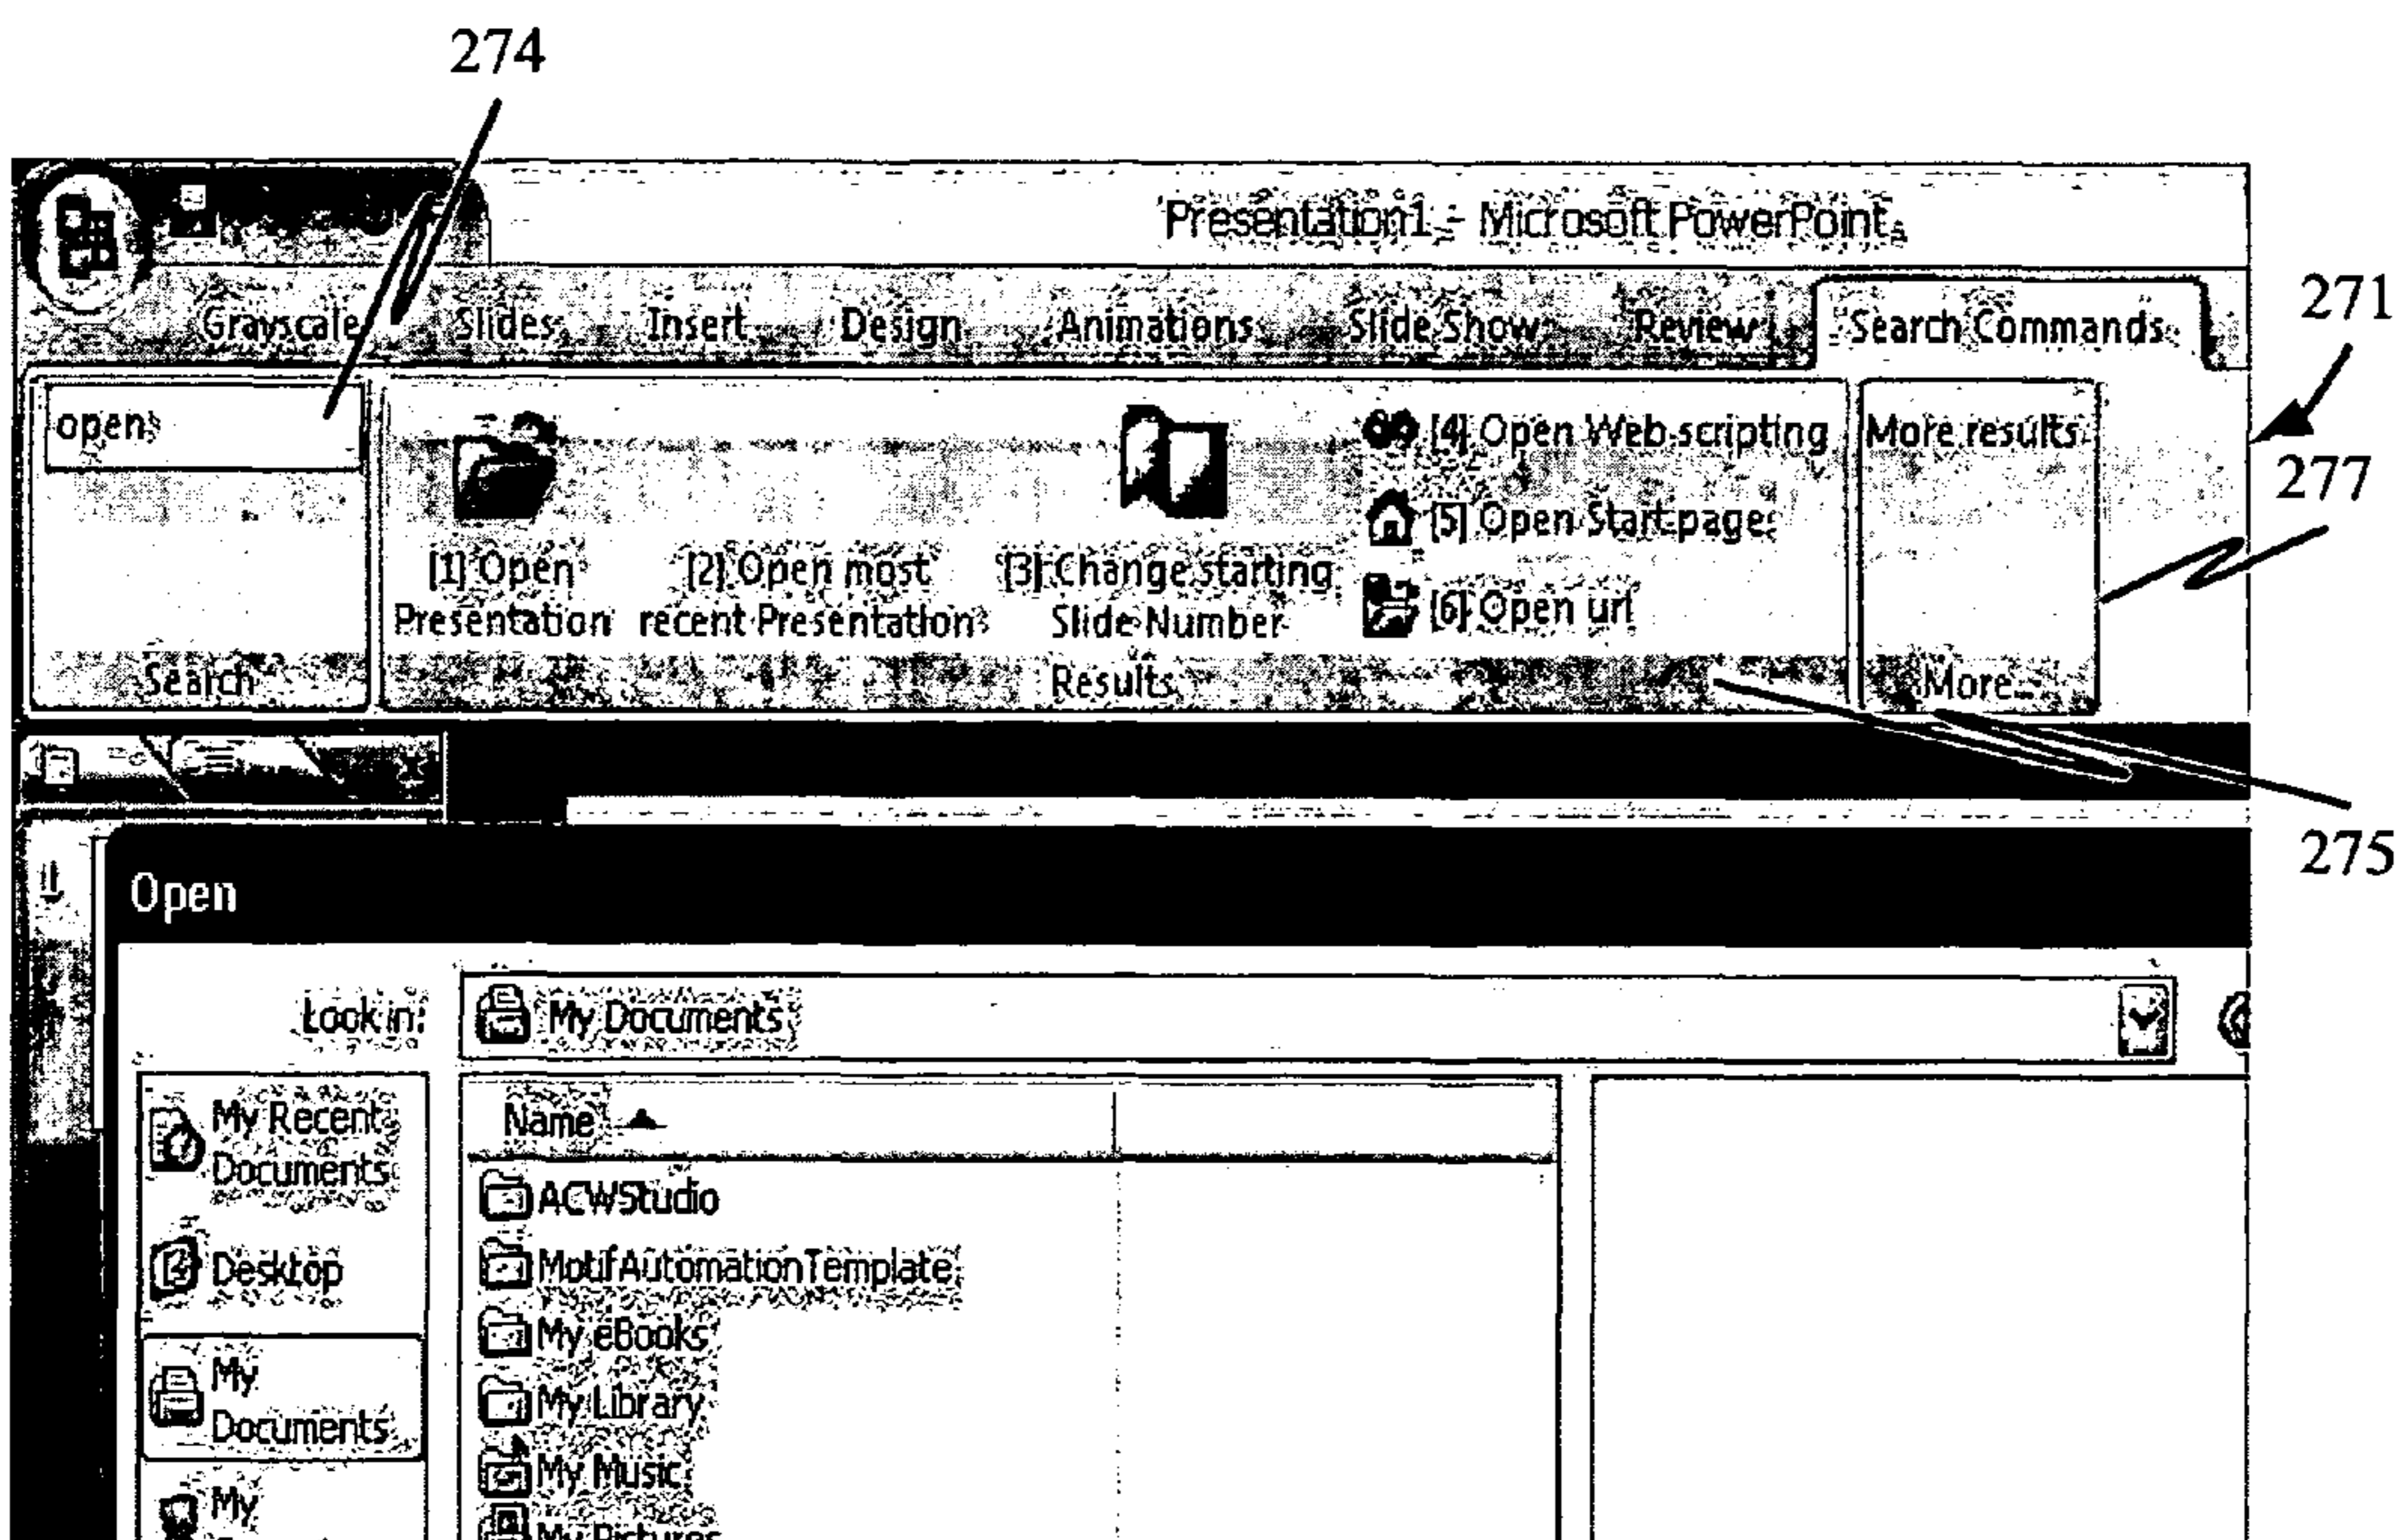 274
Presentation1 - Microsoft PowerPoint
Grayscale Slides Insert Design Animations Slide Show Review Search Commands
271
open
[4] Open Web scripting
More results
277
[5] Open Start page
[1] Open Presentation
[2] Open most recent Presentation
[3] Change starting Slide Number
[6] Open url
Search
Results
More
275
Open
Look in:
My Documents
Name
My Recent Documents
Desktop
My Documents
My
ACWStudio
MotifAutomationTemplate
My eBooks
My Library
My Music
My Pictures